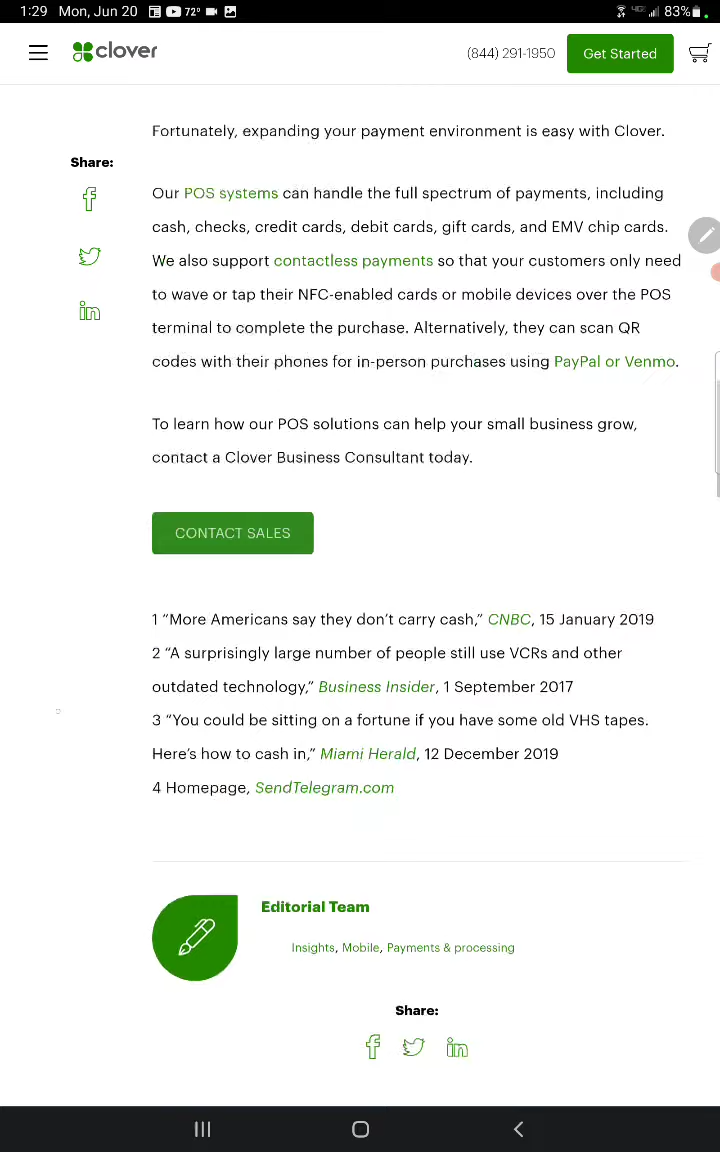 1:29 Mon, Jun 20 72° 83%
clover
(844) 291-1950
Get Started
Fortunately, expanding your payment environment is easy with Clover.
Share:
Our POS systems can handle the full spectrum of payments, including
cash, checks, credit cards, debit cards, gift cards, and EMV chip cards.
We also support contactless payments so that your customers only need
to wave or tap their NFC-enabled cards or mobile devices over the POS
terminal to complete the purchase. Alternatively, they can scan QR
codes with their phones for in-person purchases using PayPal or Venmo.
To learn how our POS solutions can help your small business grow,
contact a Clover Business Consultant today.
CONTACT SALES
1 “More Americans say they don’t carry cash,” CNBC, 15 January 2019
2 “A surprisingly large number of people still use VCRs and other
outdated technology,” Business Insider, 1 September 2017
3 “You could be sitting on a fortune if you have some old VHS tapes.
Here’s how to cash in,” Miami Herald, 12 December 2019
4 Homepage, SendTelegram.com
Editorial Team
Insights, Mobile, Payments & processing
Share: